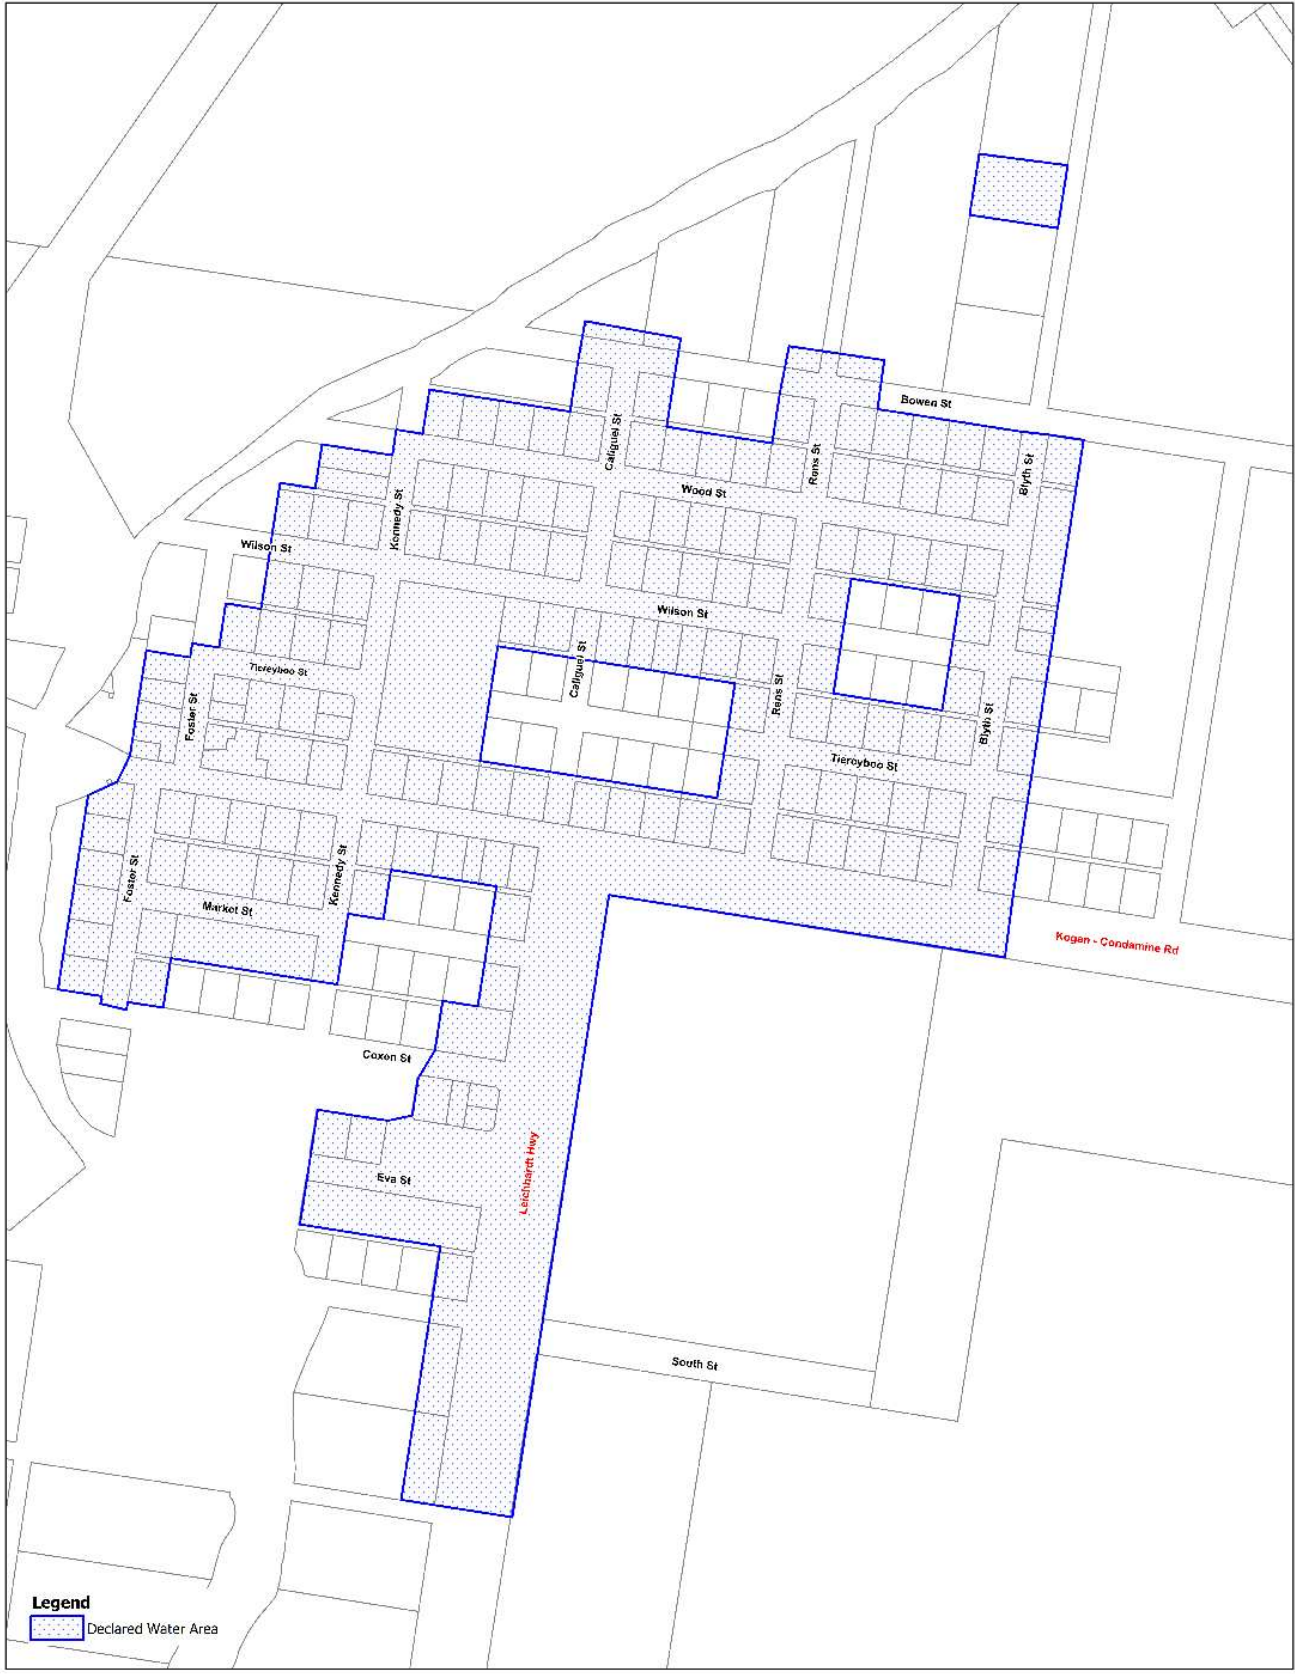 Bowen St
Caliguel St
Rens St
Blyth St
Wood St
Kennedy St
Wilson St
Wilson St
Caliguel St
Tiereyboo St
Rens St
Foster St
Blyth St
Tiereyboo St
Foster St
Kennedy St
Market St
Kogan - Condamine Rd
Coxen St
Leichhardt Hwy
Eva St
South St
Legend
Declared Water Area